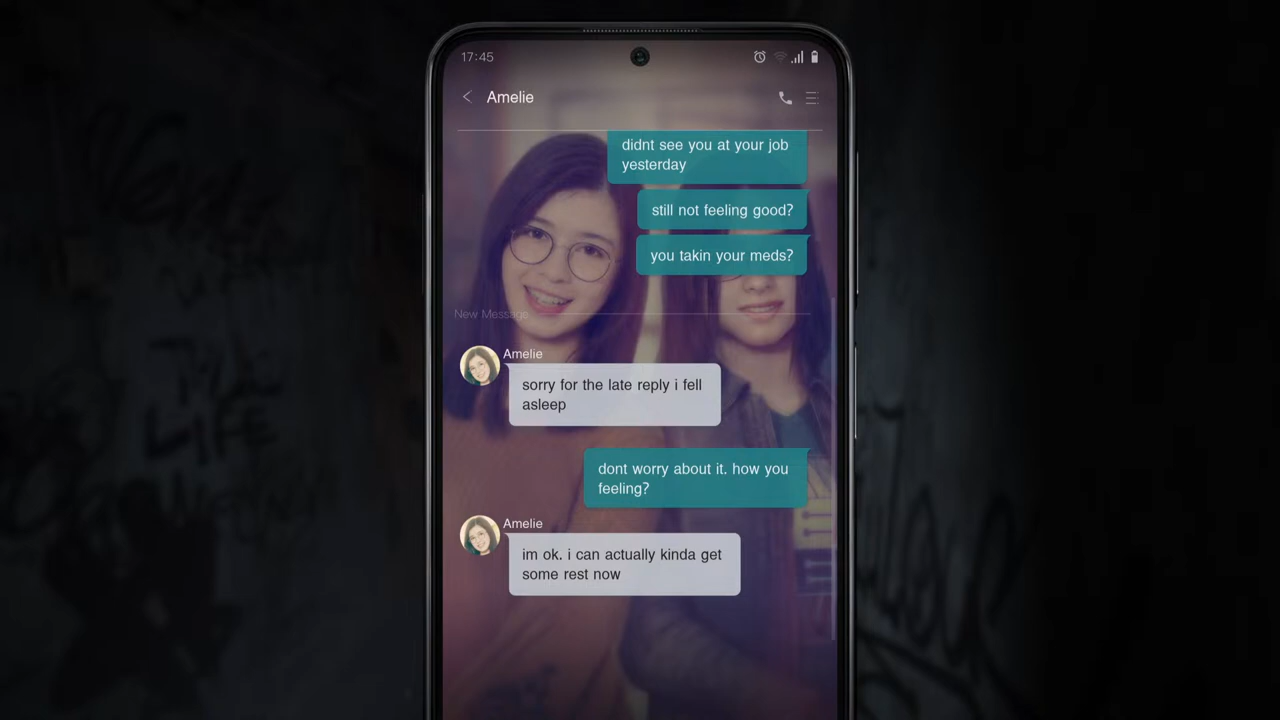 17:45
Amelie
didnt see you at your job
yesterday
still not feeling good?
you takin your meds?
New Message
Amelie
sorry for the late reply i fell
asleep
dont worry about it. how you
feeling?
Amelie
im ok. i can actually kinda get
some rest now
LIFE